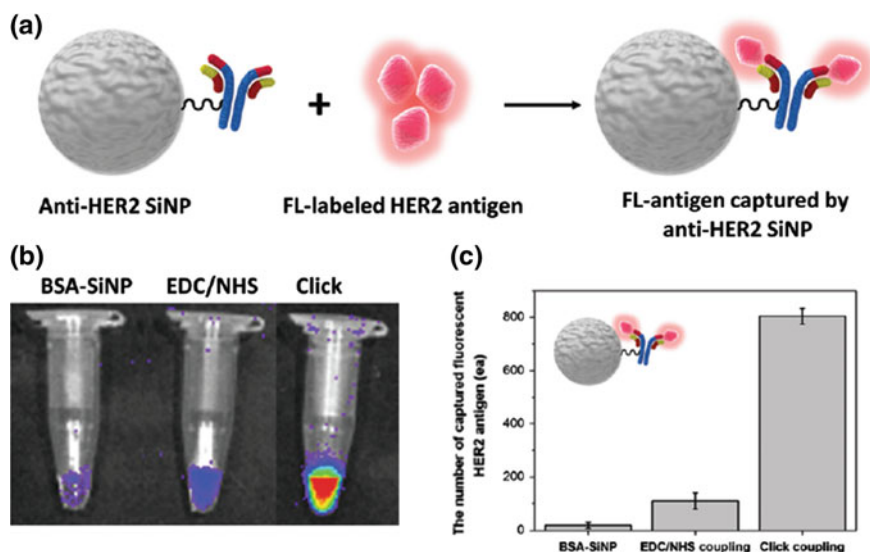 (a)
+
Anti-HER2 SiNP
FL-labeled HER2 antigen
FL-antigen captured by
anti-HER2 SiNP
(b)
BSA-SiNP
EDC/NHS
Click
(c)
The number of captured fluorescent
HER2 antigen (ea)
800
600
400
200
0
BSA-SiNP
EDC/NHS coupling
Click coupling